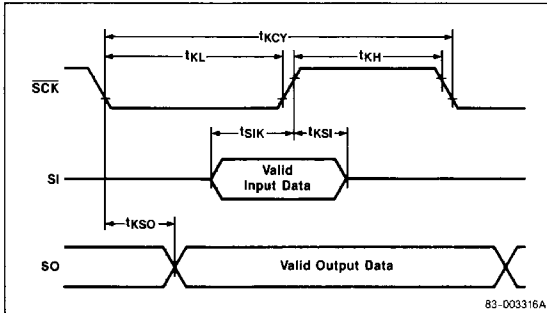 tKCY
tKL
tKH
SCK
tSIK
tKSI
SI
Valid
Input Data
tKSO
SO
Valid Output Data
83-003316A